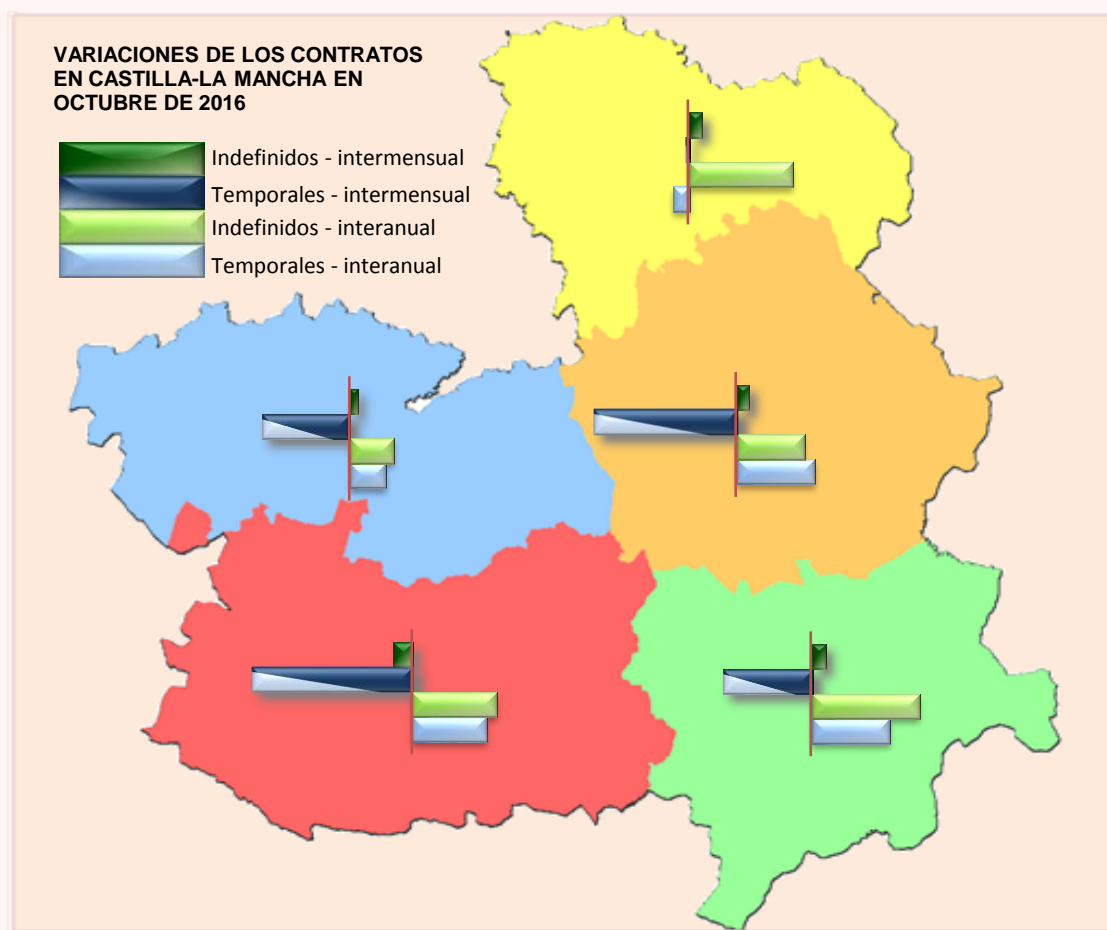 VARIACIONES DE LOS CONTRATOS
EN CASTILLA-LA MANCHA EN
OCTUBRE DE 2016
Indefinidos - intermensual
Temporales - intermensual
Indefinidos - interanual
Temporales - interanual